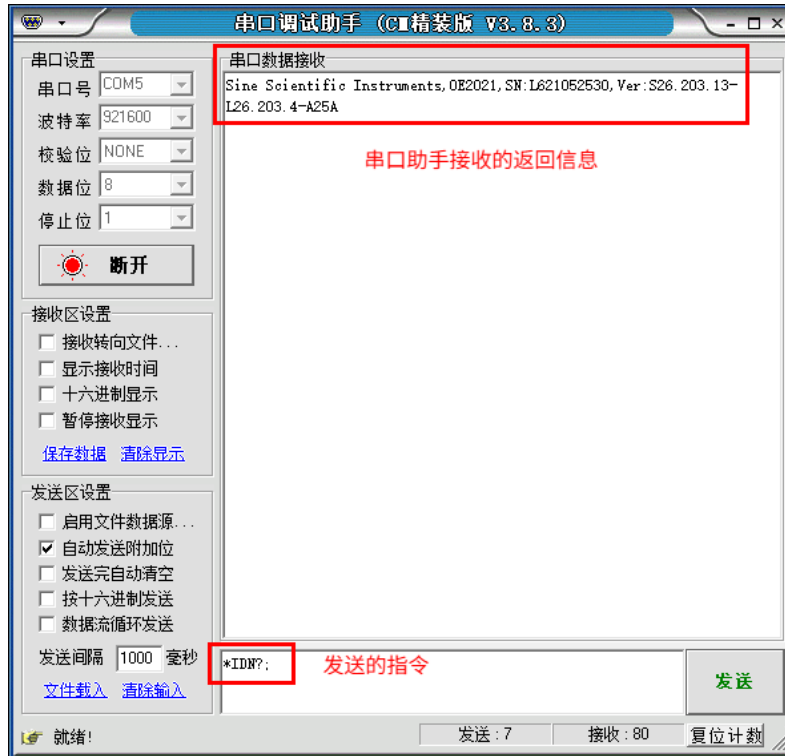 串口调试助手 (CM精装版 V3.8.3)
串口设置
串口号 COM5
波特率 921600
校验位 NONE
数据位 8
停止位 1
断开
接收区设置
接收转向文件...
显示接收时间
十六进制显示
暂停接收显示
保存数据 清除显示
发送区设置
启用文件数据源...
自动发送附加位
发送完自动清空
按十六进制发送
数据流循环发送
发送间隔 1000 毫秒
文件载入 清除输入
串口数据接收
Sine Scientific Instruments,OE2021,SN:L621052530,Ver:S26.203.13-
L26.203.4-A25A
串口助手接收的返回信息
*IDN?; 发送的指令
发送
就绪! 发送:7 接收:80 复位计数